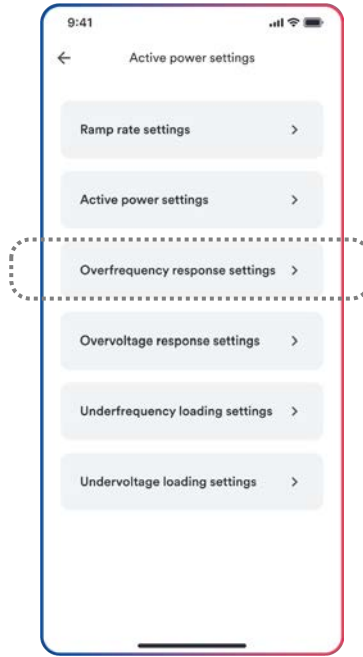 9:41
Active power settings
Ramp rate settings
Active power settings
Overfrequency response settings
Overvoltage response settings
Underfrequency loading settings
Undervoltage loading settings